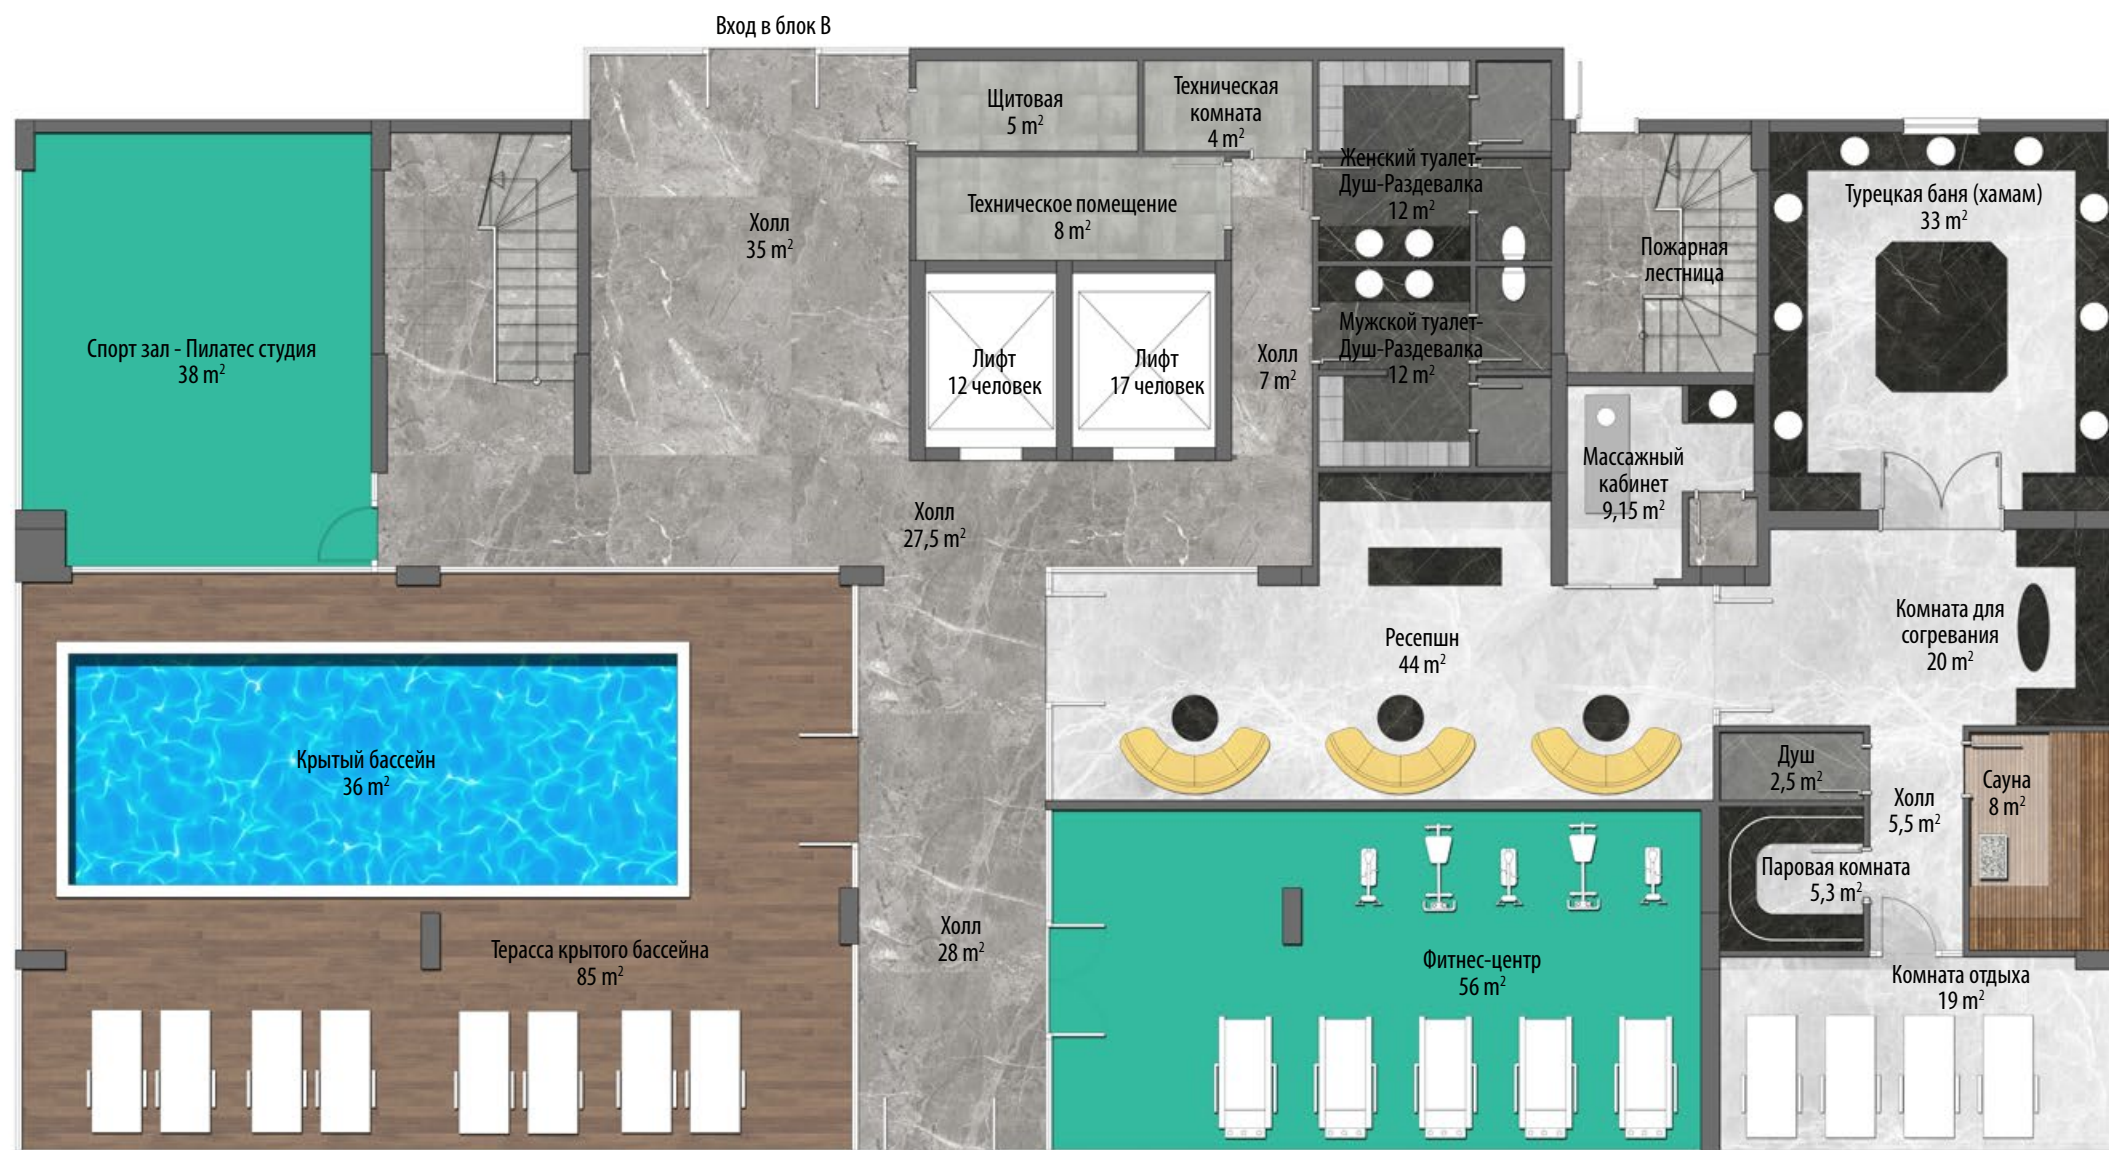 Вход в блок В
Щитовая
5 m²
Техническая
комната
4 m²
Женский туалет-
Душ-Раздевалка
12 m²
Техническое помещение
8 m²
Холл
35 m²
Турецкая баня (хамам)
33 m²
Пожарная
лестница
Спорт зал - Пилатес студия
38 m²
Лифт
12 человек
Лифт
17 человек
Холл
7 m²
Мужской туалет-
Душ-Раздевалка
12 m²
Массажный
кабинет
9,15 m²
Холл
27,5 m²
Ресепшн
44 m²
Комната для
согревания
20 m²
Крытый бассейн
36 m²
Душ
2,5 m²
Холл
5,5 m²
Сауна
8 m²
Паровая комната
5,3 m²
Терасса крытого бассейна
85 m²
Холл
28 m²
Фитнес-центр
56 m²
Комната отдыха
19 m²